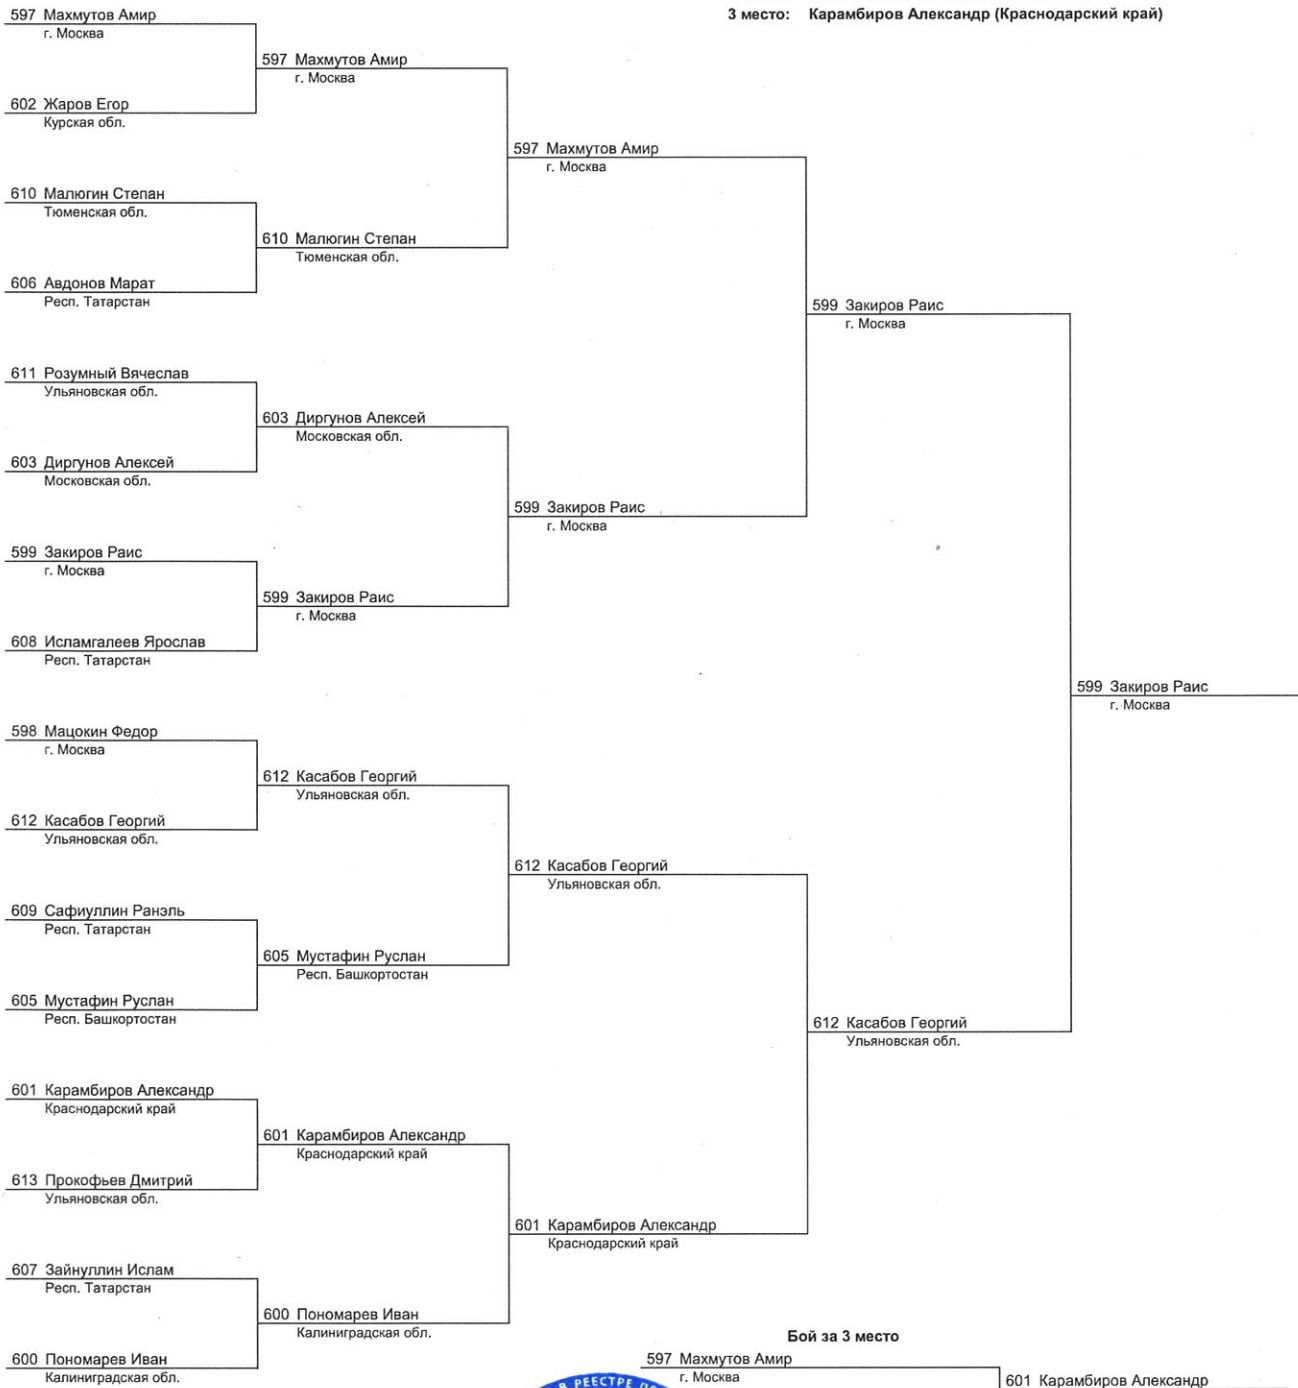 3 место: Карамбиров Александр (Краснодарский край)
597 Махмутов Амир
г. Москва
602 Жаров Егор
Курская обл.
610 Малюгин Степан
Тюменская обл.
606 Авдонов Марат
Респ. Татарстан
611 Розумный Вячеслав
Ульяновская обл.
603 Диргунов Алексей
Московская обл.
599 Закиров Раис
г. Москва
608 Исламгалеев Ярослав
Респ. Татарстан
598 Мацокин Федор
г. Москва
612 Касабов Георгий
Ульяновская обл.
609 Сафиуллин Ранэль
Респ. Татарстан
605 Мустафин Руслан
Респ. Башкортостан
601 Карамбиров Александр
Краснодарский край
613 Прокофьев Дмитрий
Ульяновская обл.
607 Зайнуллин Ислам
Респ. Татарстан
600 Пономарев Иван
Калиниградская обл.
597 Махмутов Амир
г. Москва
610 Малюгин Степан
Тюменская обл.
603 Диргунов Алексей
Московская обл.
599 Закиров Раис
г. Москва
612 Касабов Георгий
Ульяновская обл.
605 Мустафин Руслан
Респ. Башкортостан
601 Карамбиров Александр
Краснодарский край
600 Пономарев Иван
Калиниградская обл.
597 Махмутов Амир
г. Москва
599 Закиров Раис
г. Москва
612 Касабов Георгий
Ульяновская обл.
601 Карамбиров Александр
Краснодарский край
599 Закиров Раис
г. Москва
612 Касабов Георгий
Ульяновская обл.
599 Закиров Раис
г. Москва
Бой за 3 место
597 Махмутов Амир
г. Москва
601 Карамбиров Александр
В РЕЕСТРЕ